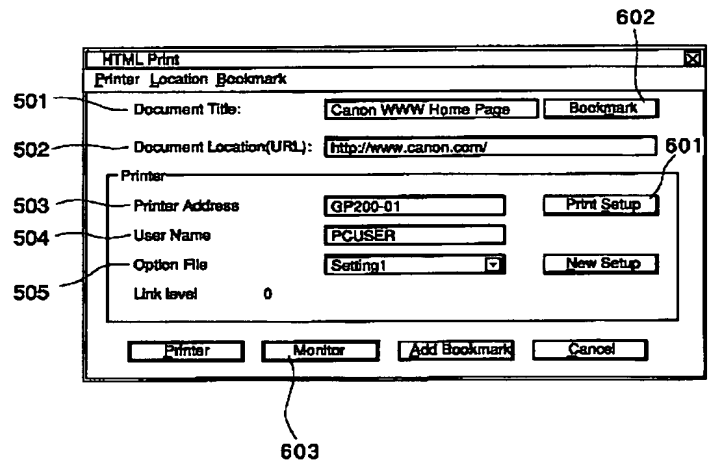 602
HTML Print
Printer Location Bookmark
501 Document Title: Canon WWW Home Page Bookmark
502 Document Location(URL): http://www.canon.com/ 601
Printer
503 Printer Address GP200-01 Print Setup
504 User Name PCUSER
505 Option File Setting1 New Setup
Link level 0
Printer Monitor Add Bookmark Cancel
603